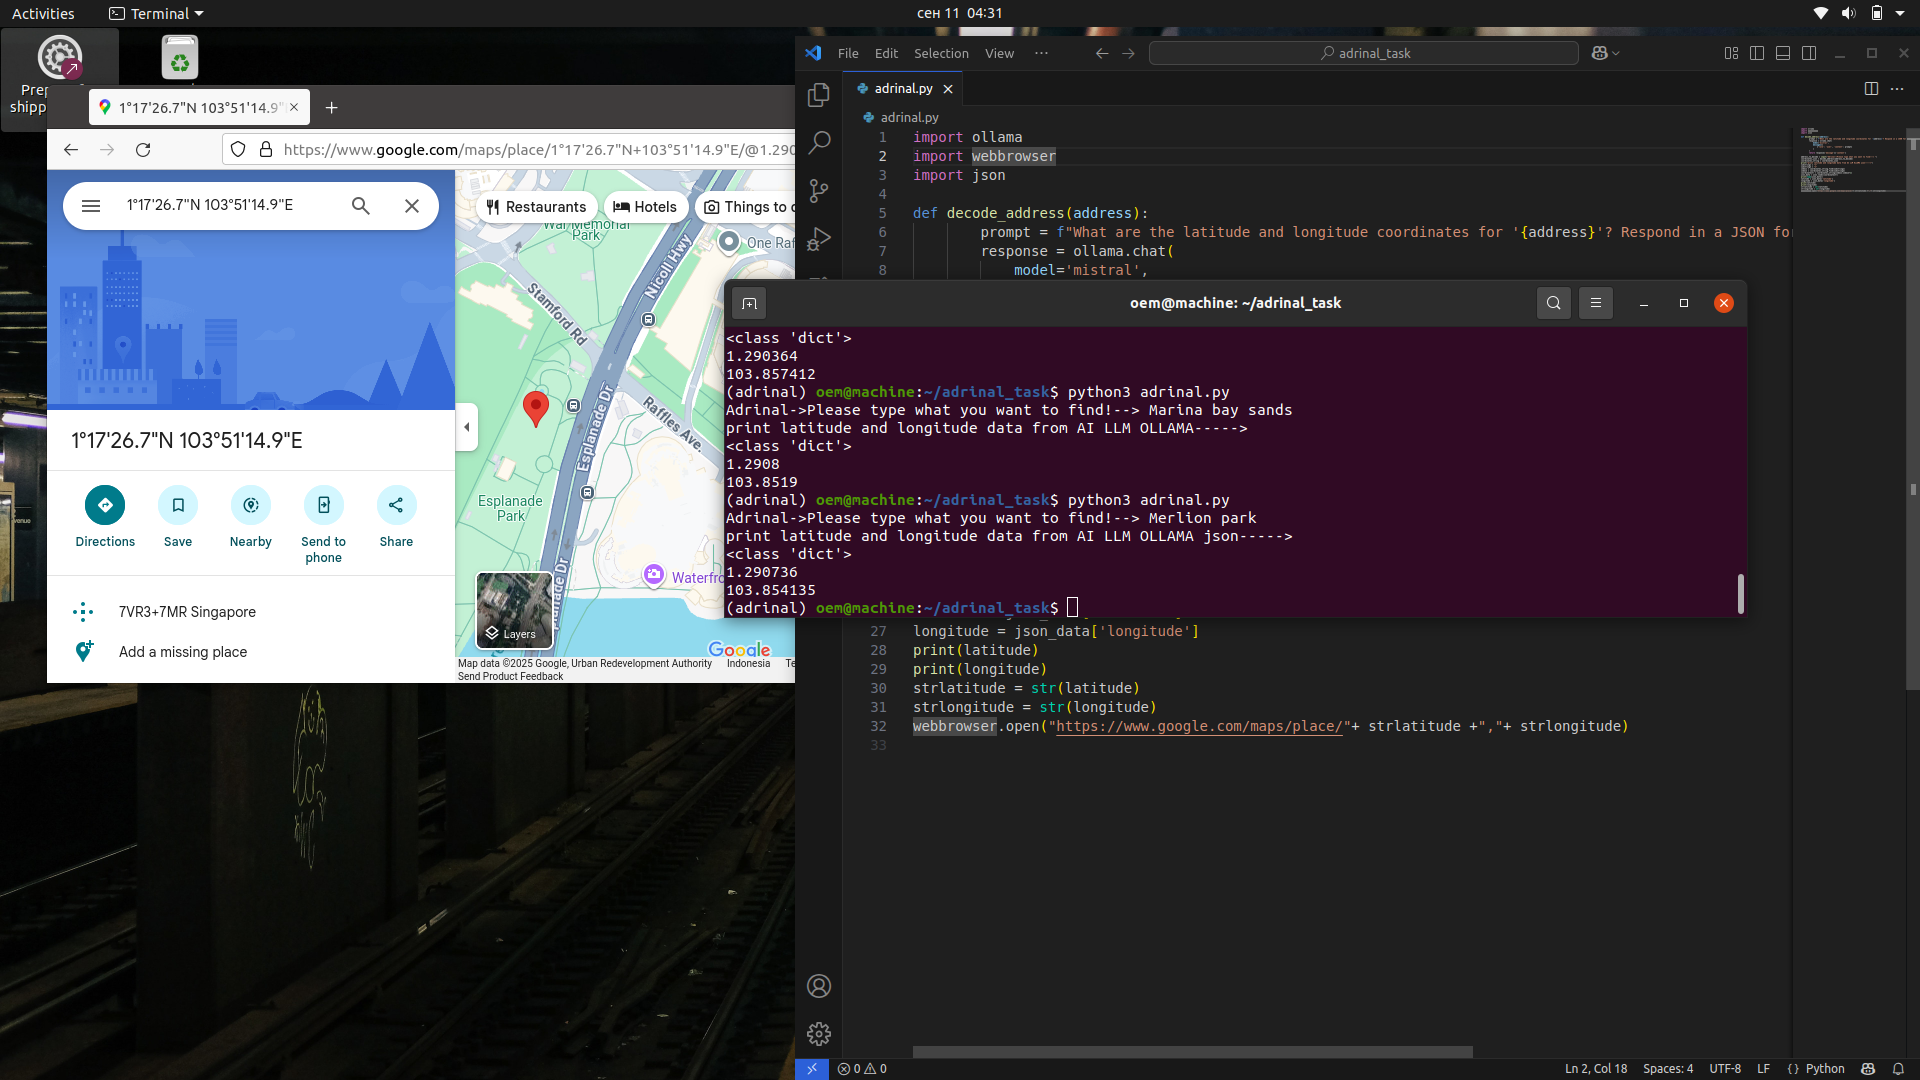 Activities
Terminal
сен 11 04:31
1°17'26.7"N 103°51'14.9"
https://www.google.com/maps/place/1°17'26.7"N+103°51'14.9"E/@1.290
1°17'26.7"N 103°51'14.9"E
1°17'26.7"N 103°51'14.9"E
Directions
Save
Nearby
Send to
phone
Share
7VR3+7MR Singapore
Add a missing place
Restaurants
Hotels
Things to
War Memorial
Park
One Raf
Nicoll Hwy
Stamford Rd
Esplanade Dr
Raffles Ave.
Esplanade
Park
Waterfro
Layers
Google
Map data ©2025 Google, Urban Redevelopment Authority
Indonesia
Te
Send Product Feedback
File
Edit
Selection
View
adrinal_task
adrinal.py
adrinal.py
1 import ollama
2 import webbrowser
3 import json
4
5 def decode_address(address):
6 prompt = f"What are the latitude and longitude coordinates for '{address}'? Respond in a JSON for
7 response = ollama.chat(
8 model='mistral',
oem@machine: ~/adrinal_task
<class 'dict'>
1.290364
103.857412
(adrinal) oem@machine:~/adrinal_task$ python3 adrinal.py
Adrinal->Please type what you want to find!--> Marina bay sands
print latitude and longitude data from AI LLM OLLAMA----->
<class 'dict'>
1.2908
103.8519
(adrinal) oem@machine:~/adrinal_task$ python3 adrinal.py
Adrinal->Please type what you want to find!--> Merlion park
print latitude and longitude data from AI LLM OLLAMA json----->
<class 'dict'>
1.290736
103.854135
(adrinal) oem@machine:~/adrinal_task$
27 longitude = json_data['longitude']
28 print(latitude)
29 print(longitude)
30 strlatitude = str(latitude)
31 strlongitude = str(longitude)
32 webbrowser.open("https://www.google.com/maps/place/"+ strlatitude +","+ strlongitude)
33
0
0
Ln 2, Col 18
Spaces: 4
UTF-8
LF
{} Python